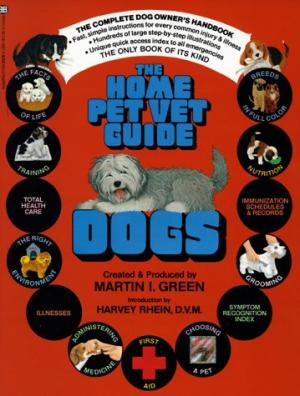 THE COMPLETE DOG OWNER'S HANDBOOK
• Fast, simple instructions for every common injury & illness
• Hundreds of large step-by-step illustrations
• Unique quick access index to all emergencies
THE ONLY BOOK OF ITS KIND
THE
HOME
PET VET
GUIDE
DOGS
THE FACTS
OF LIFE
BREEDS
IN FULL COLOR
TRAINING
NUTRITION
TOTAL
HEALTH
CARE
IMMUNIZATION
SCHEDULES
& RECORDS
THE RIGHT
ENVIRONMENT
GROOMING
Created & Produced by
MARTIN I. GREEN
Introduction by
HARVEY RHEIN, D.V.M.
ILLNESSES
SYMPTOM
RECOGNITION
INDEX
ADMINISTERING
MEDICINE
FIRST
AID
CHOOSING
A PET